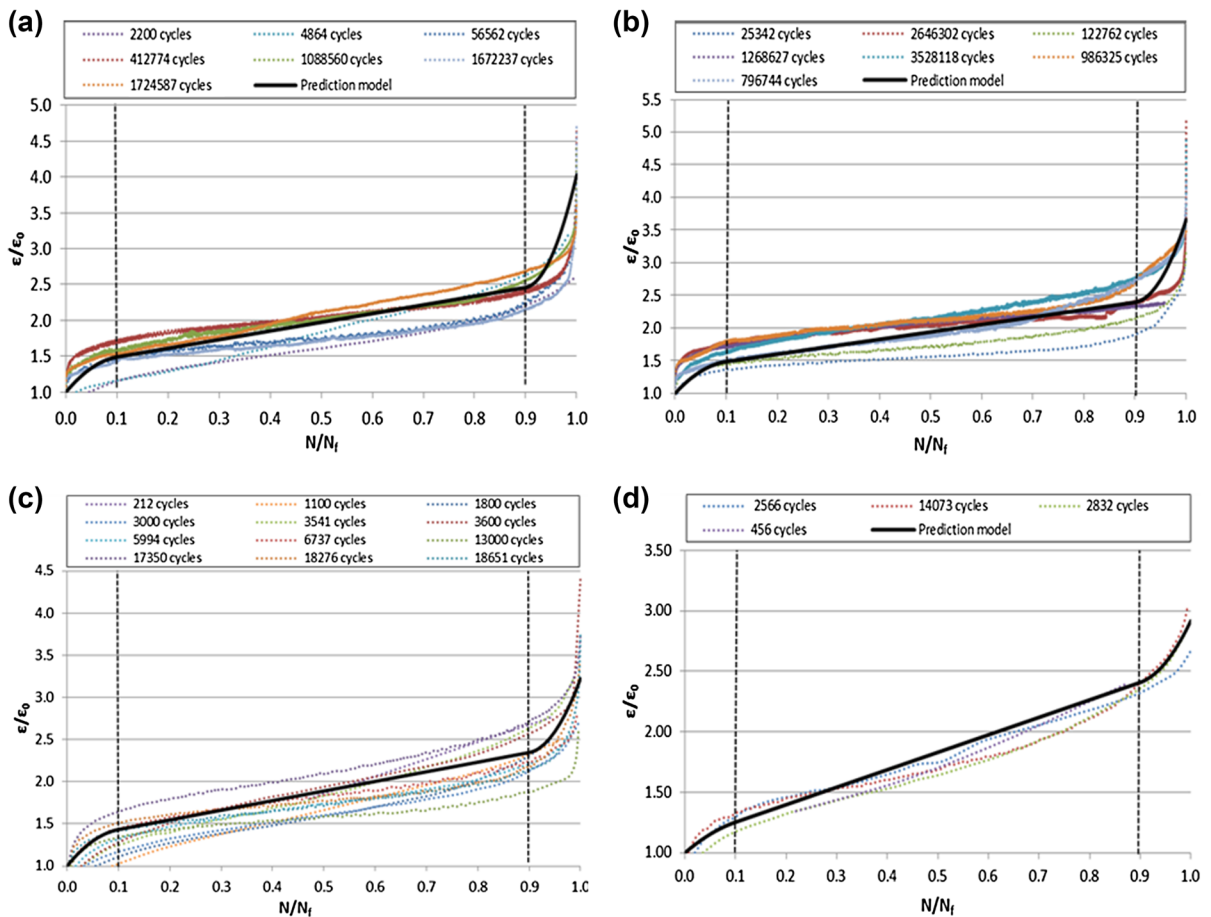 (a)
2200 cycles 4864 cycles 56562 cycles
412774 cycles 1088560 cycles 1672237 cycles
1724587 cycles Prediction model
5.0
4.5
4.0
3.5
3.0
2.5
2.0
1.5
1.0
ε/ε0
0.0 0.1 0.2 0.3 0.4 0.5 0.6 0.7 0.8 0.9 1.0
N/Nf
(b)
25342 cycles 2646302 cycles 122762 cycles
1268627 cycles 3528118 cycles 986325 cycles
796744 cycles Prediction model
5.5
5.0
4.5
4.0
3.5
3.0
2.5
2.0
1.5
1.0
ε/ε0
0.0 0.1 0.2 0.3 0.4 0.5 0.6 0.7 0.8 0.9 1.0
N/Nf
(c)
212 cycles 1100 cycles 1800 cycles
3000 cycles 3541 cycles 3600 cycles
5994 cycles 6737 cycles 13000 cycles
17350 cycles 18276 cycles 18651 cycles
4.5
4.0
3.5
3.0
2.5
2.0
1.5
1.0
ε/ε0
0.0 0.1 0.2 0.3 0.4 0.5 0.6 0.7 0.8 0.9 1.0
N/Nf
(d)
2566 cycles 14073 cycles 2832 cycles
456 cycles Prediction model
3.50
3.00
2.50
2.00
1.50
1.00
ε/ε0
0.0 0.1 0.2 0.3 0.4 0.5 0.6 0.7 0.8 0.9 1.0
N/Nf